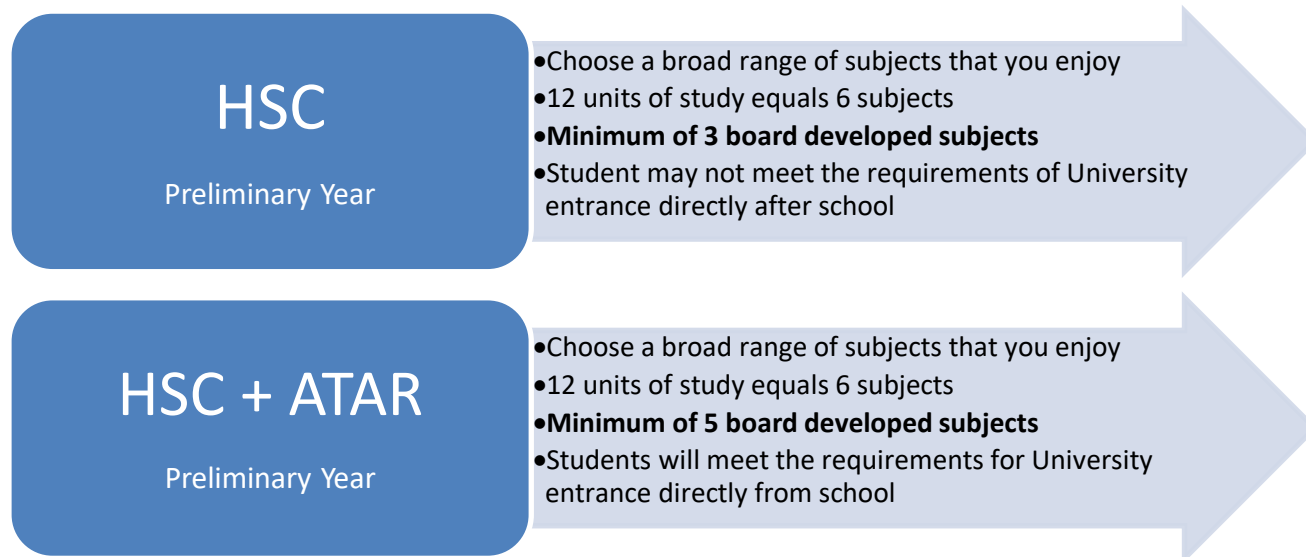 HSC
Preliminary Year
•Choose a broad range of subjects that you enjoy
•12 units of study equals 6 subjects
•Minimum of 3 board developed subjects
•Student may not meet the requirements of University
entrance directly after school
HSC + ATAR
Preliminary Year
•Choose a broad range of subjects that you enjoy
•12 units of study equals 6 subjects
•Minimum of 5 board developed subjects
•Students will meet the requirements for University
entrance directly from school